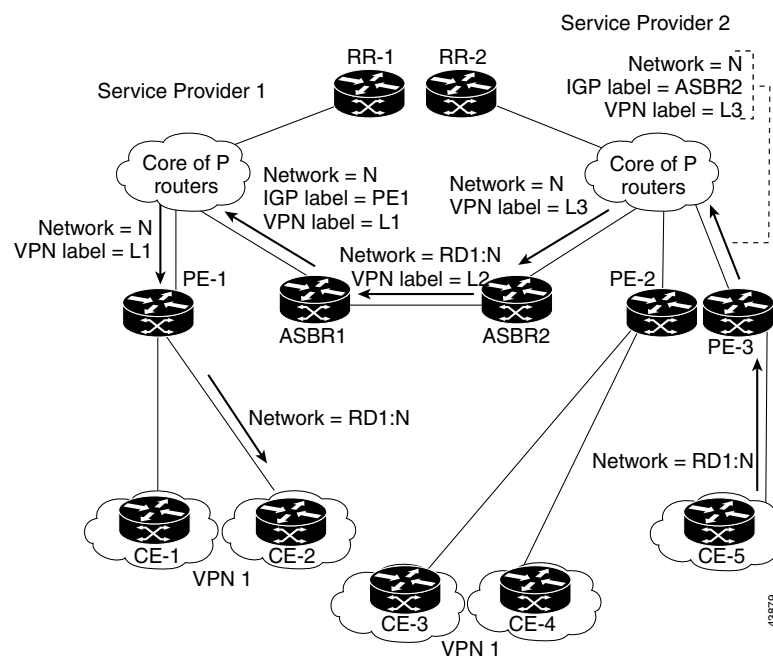 Service Provider 2
RR-1
RR-2
Network = N
IGP label = ASBR2
VPN label = L3
Service Provider 1
Core of P
routers
Network = N
IGP label = PE1
VPN label = L1
Network = N
VPN label = L3
Core of P
routers
Network = N
VPN label = L1
Network = RD1:N
VPN label = L2
PE-1
ASBR1
ASBR2
PE-2
PE-3
Network = RD1:N
Network = RD1:N
CE-1
CE-2
VPN 1
CE-3
CE-4
VPN 1
CE-5
43879